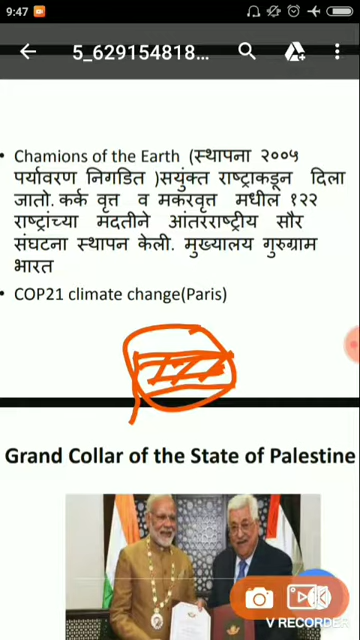 9:47
5_629154818...
• Chamions of the Earth (स्थापना २००५
पर्यावरण निगडित )सयुंक्त राष्ट्राकडून दिला
जातो. कर्क वृत्त व मकरवृत्त मधील १२२
राष्ट्रांच्या मदतीने आंतरराष्ट्रीय सौर
संघटना स्थापन केली. मुख्यालय गुरुग्राम
भारत
• COP21 climate change(Paris)
Grand Collar of the State of Palestine
V RECORDER